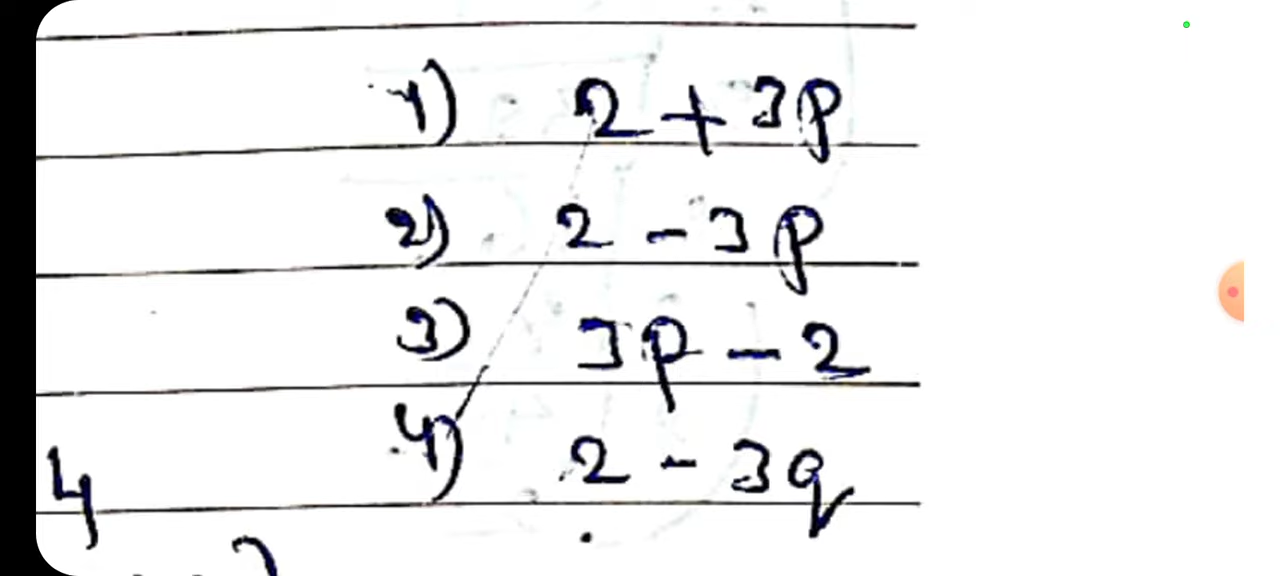 1) 2 + 3p
2) 2 - 3p
3) 3p - 2
4) 2 - 3q
4